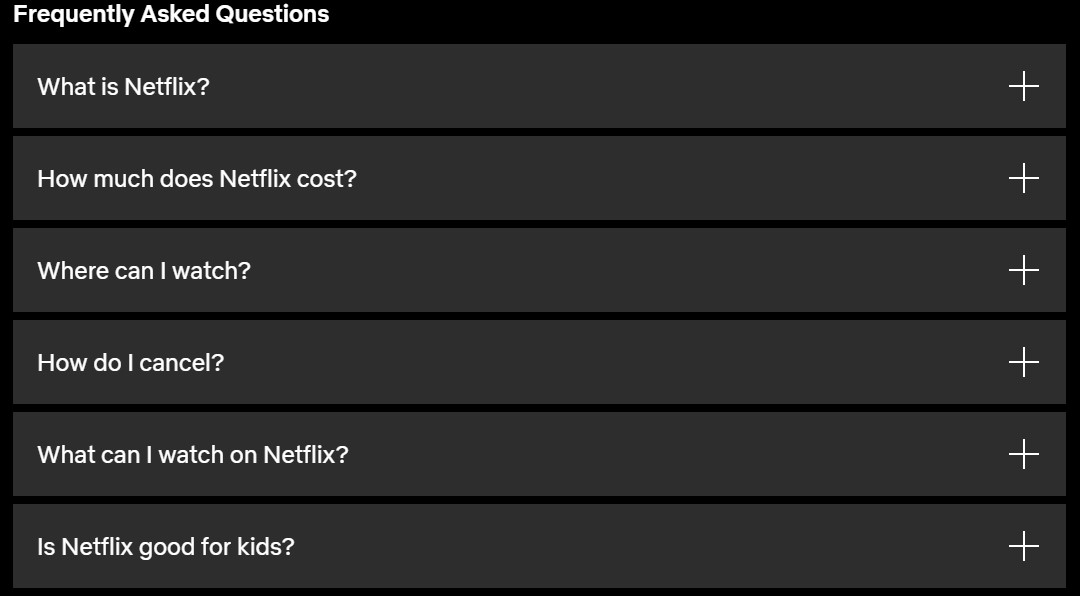 Frequently Asked Questions
What is Netflix?
How much does Netflix cost?
Where can I watch?
How do I cancel?
What can I watch on Netflix?
Is Netflix good for kids?